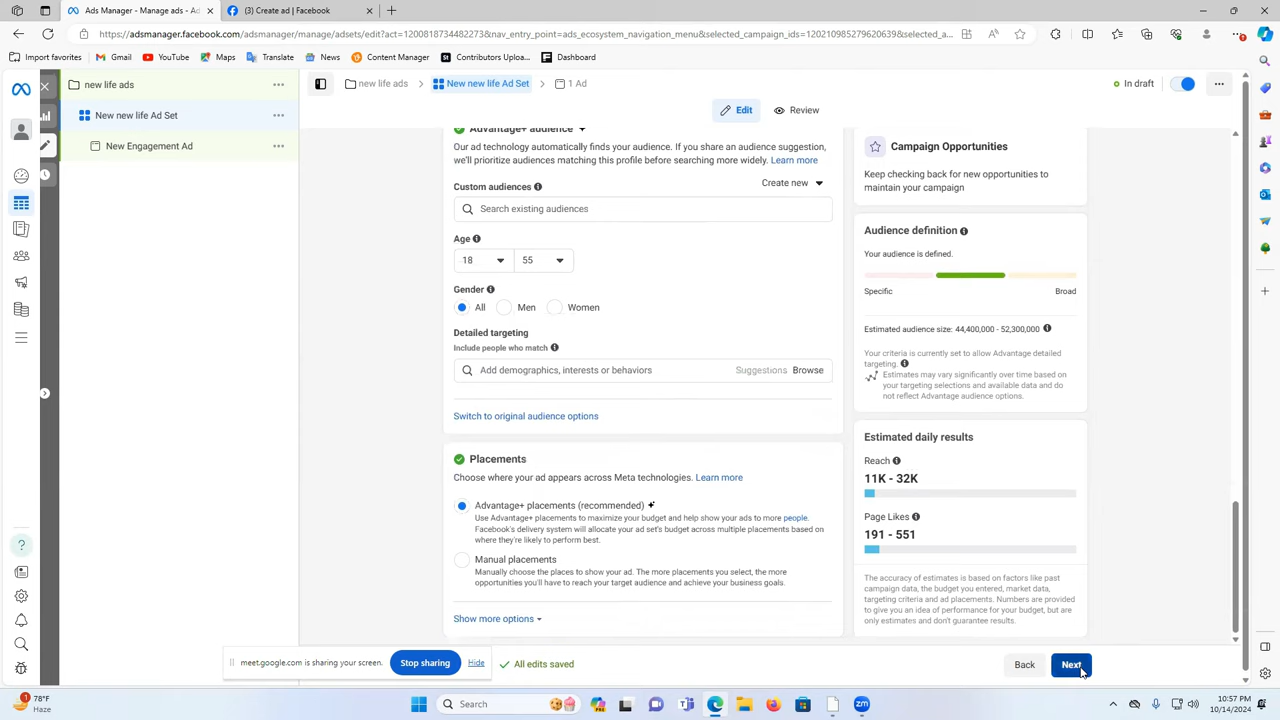 Ads Manager - Manage ads - Ad
(3) Create ad | Facebook
https://adsmanager.facebook.com/adsmanager/manage/adsets/edit?act=1200818734482273&nav_entry_point=ads_ecosystem_navigation_menu&selected_campaign_ids=120210985279620639&selected_a...
Import favorites
Gmail
YouTube
Maps
Translate
News
Content Manager
Contributors Uploa...
Dashboard
new life ads
new life ads
New new life Ad Set
1 Ad
In draft
New new life Ad Set
Edit
Review
New Engagement Ad
Advantage+ audience
Our ad technology automatically finds your audience. If you share an audience suggestion,
we'll prioritize audiences matching this profile before searching more widely. Learn more
Custom audiences
Create new
Search existing audiences
Age
18
55
Gender
All
Men
Women
Detailed targeting
Include people who match
Add demographics, interests or behaviors
Suggestions
Browse
Switch to original audience options
Placements
Choose where your ad appears across Meta technologies. Learn more
Advantage+ placements (recommended)
Use Advantage+ placements to maximize your budget and help show your ads to more people.
Facebook's delivery system will allocate your ad set's budget across multiple placements based on
where they're likely to perform best.
Manual placements
Manually choose the places to show your ad. The more placements you select, the more
opportunities you'll have to reach your target audience and achieve your business goals.
Show more options
Campaign Opportunities
Keep checking back for new opportunities to
maintain your campaign
Audience definition
Your audience is defined.
Specific
Broad
Estimated audience size: 44,400,000 - 52,300,000
Your criteria is currently set to allow Advantage detailed
targeting.
Estimates may vary significantly over time based on
your targeting selections and available data and do
not reflect Advantage audience options.
Estimated daily results
Reach
11K - 32K
Page Likes
191 - 551
The accuracy of estimates is based on factors like past
campaign data, the budget you entered, market data,
targeting criteria and ad placements. Numbers are provided
to give you an idea of performance for your budget, but are
only estimates and don't guarantee results.
meet.google.com is sharing your screen.
Stop sharing
Hide
All edits saved
Back
Next
1
78°F
Haze
Search
zm
10:57 PM
10/14/2024